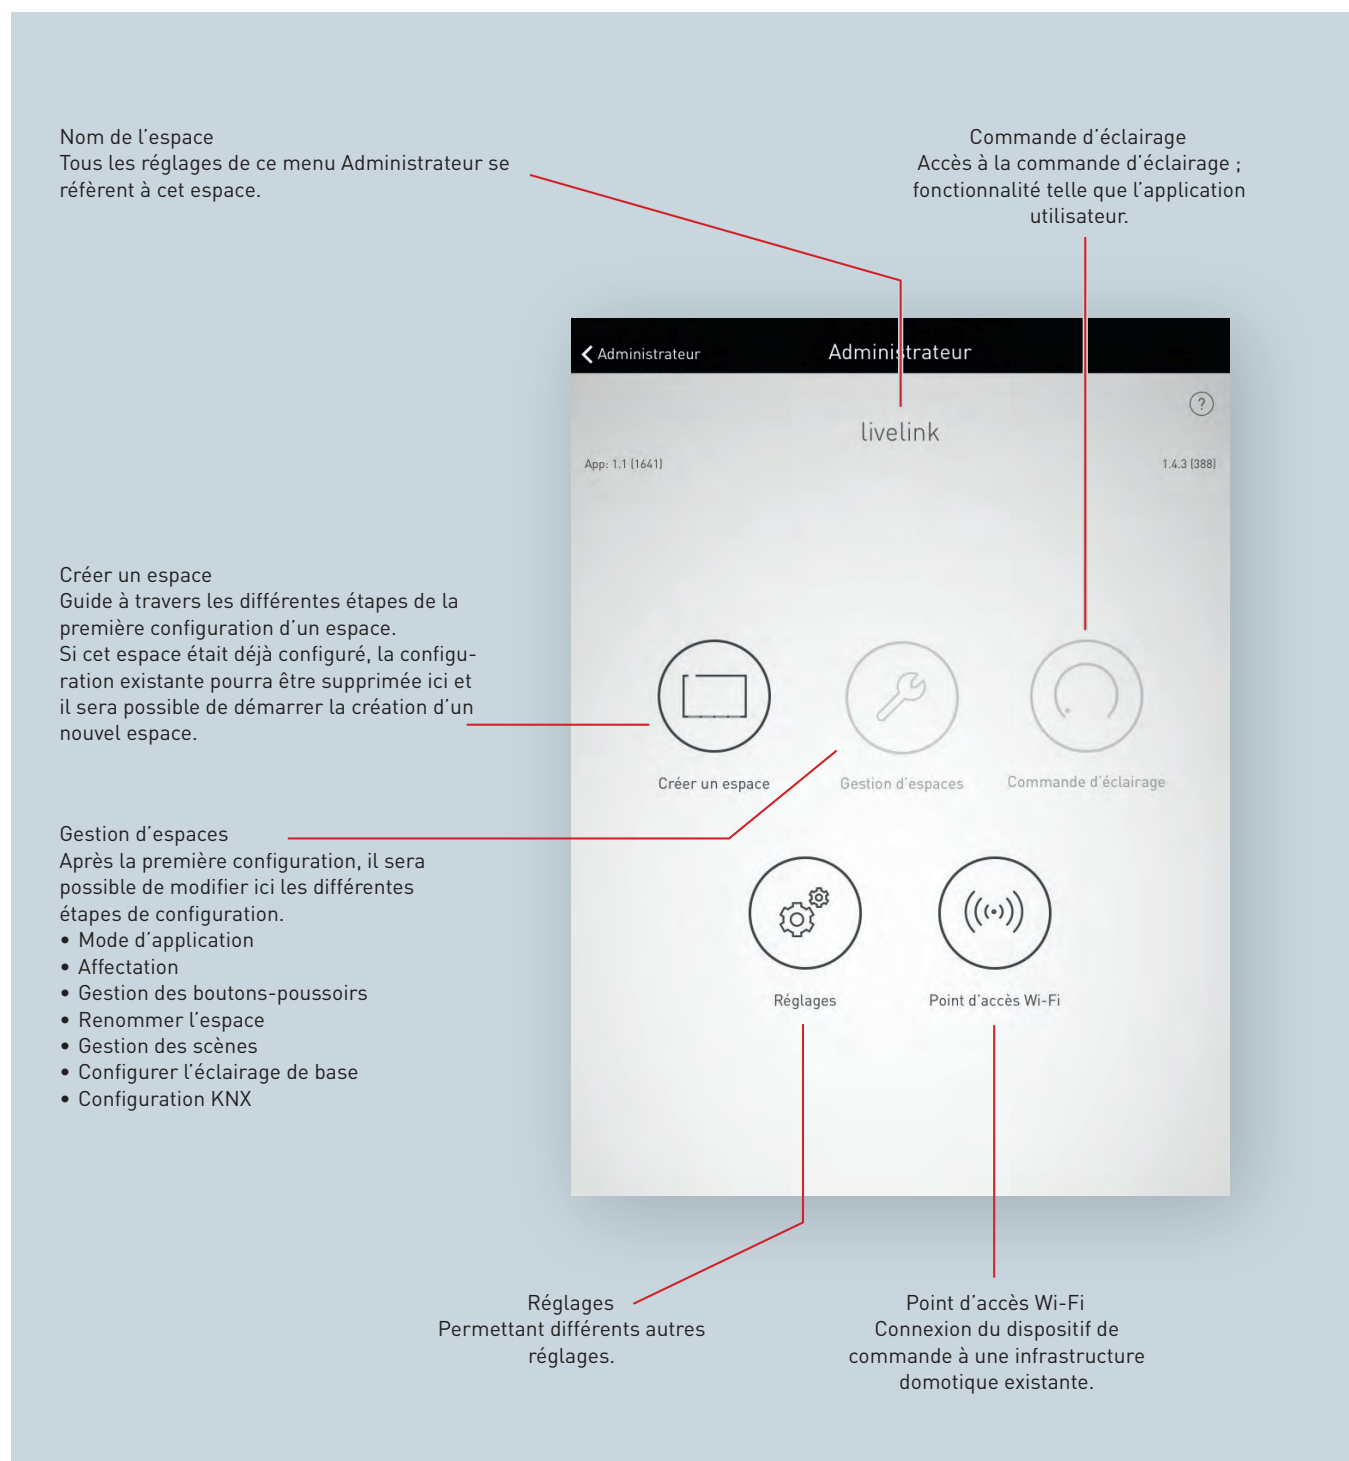 Nom de l'espace
Tous les réglages de ce menu Administrateur se
réfèrent à cet espace.
Commande d'éclairage
Accès à la commande d'éclairage ;
fonctionnalité telle que l'application
utilisateur.
Administrateur
Administrateur
?
livelink
App: 1.1 (1641)
1.4.3 (388)
Créer un espace
Guide à travers les différentes étapes de la
première configuration d'un espace.
Si cet espace était déjà configuré, la configu-
ration existante pourra être supprimée ici et
il sera possible de démarrer la création d'un
nouvel espace.
Créer un espace
Gestion d'espaces
Commande d'éclairage
Gestion d'espaces
Après la première configuration, il sera
possible de modifier ici les différentes
étapes de configuration.
• Mode d'application
• Affectation
• Gestion des boutons-poussoirs
• Renommer l'espace
• Gestion des scènes
• Configurer l'éclairage de base
• Configuration KNX
Réglages
Point d'accès Wi-Fi
Réglages
Permettant différents autres
réglages.
Point d'accès Wi-Fi
Connexion du dispositif de
commande à une infrastructure
domotique existante.